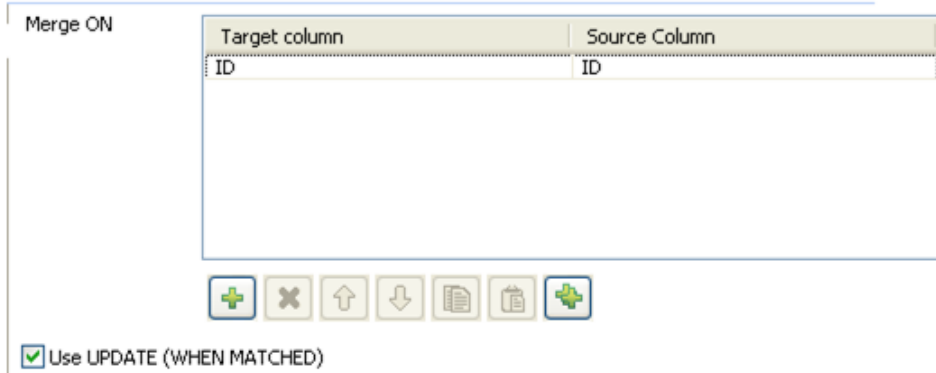 Merge ON
Target column Source Column
ID ID
Use UPDATE (WHEN MATCHED)